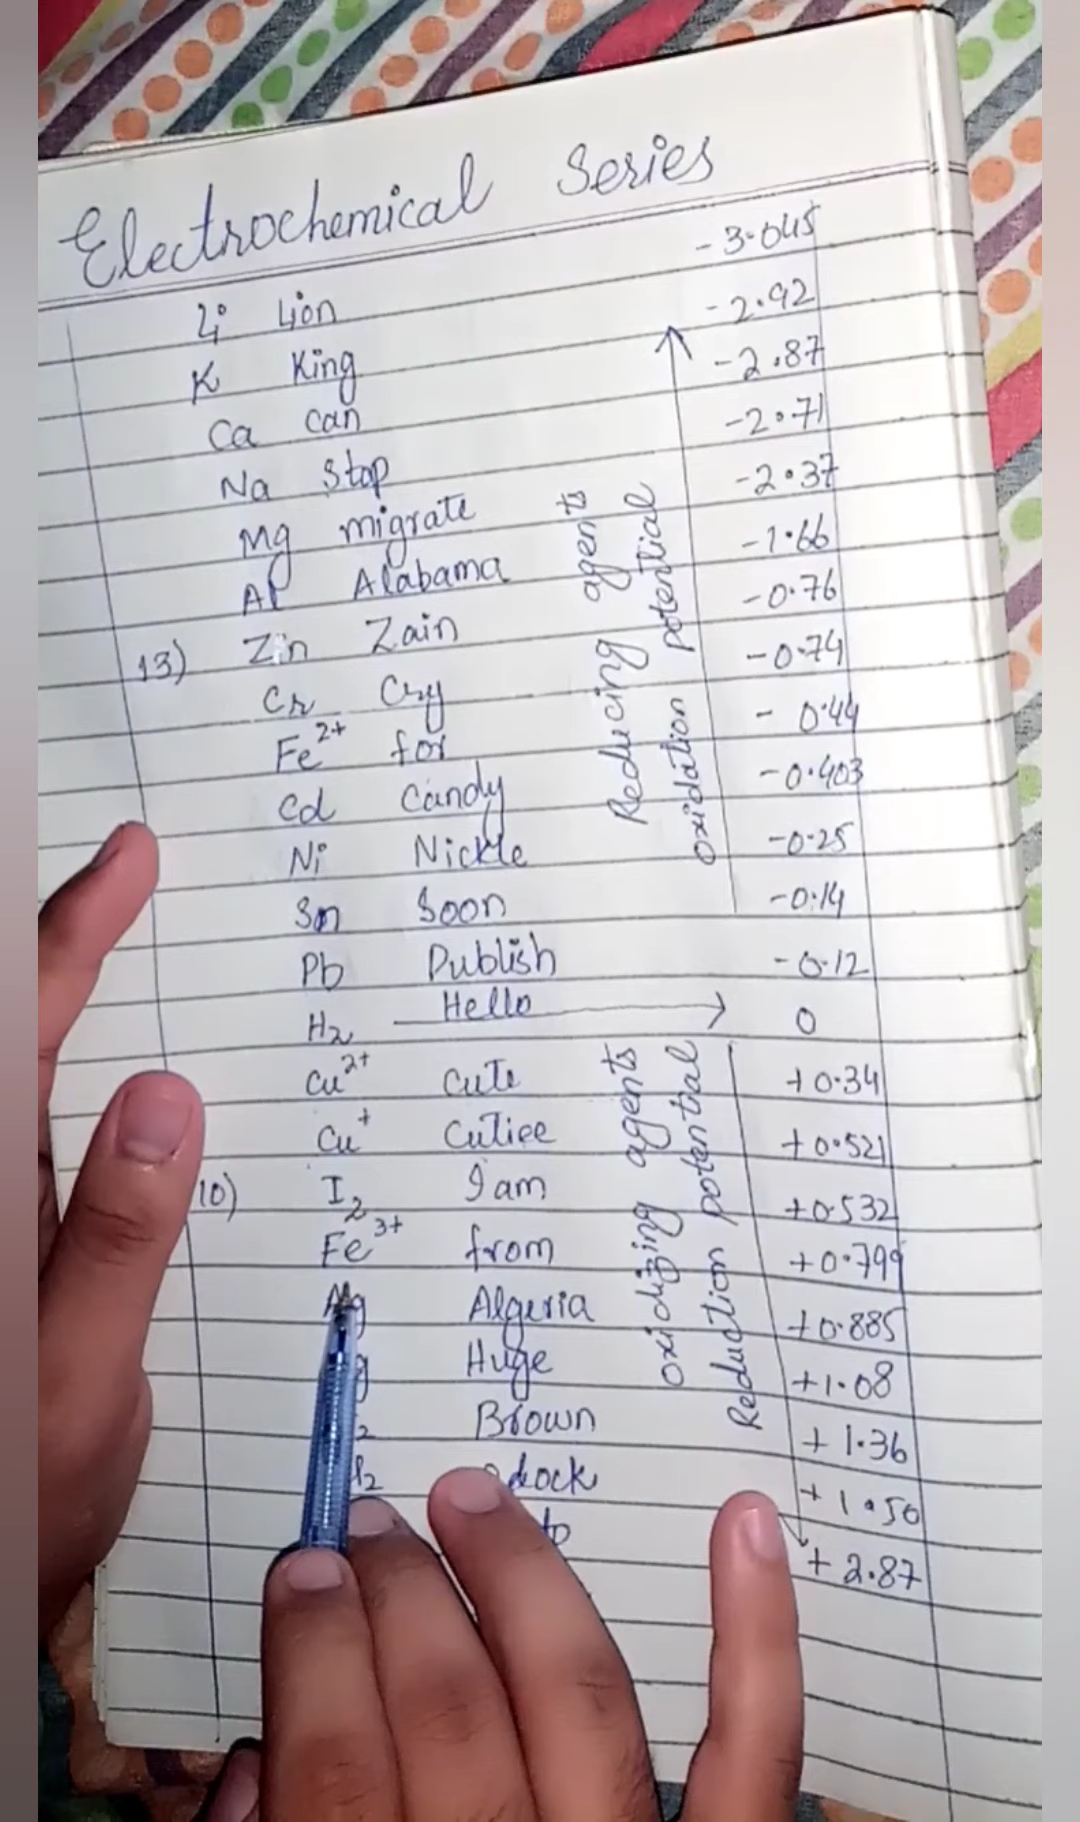 Electrochemical Series
Li Lion -3.045
K King -2.92
Ca can -2.87
Na Stop -2.71
Mg migrate -2.37
Al Alabama -1.66
13) Zin Zain -0.76
Cr Cry -0.74
Fe2+ for -0.44
Cd Candy -0.403
Ni Nickle -0.25
Sn Soon -0.14
Pb Publish -0.12
H2 Hello → 0
Cu2+ Cute +0.34
Cu+ Cutiee +0.521
10) I2 I am +0.532
Fe3+ from +0.799
Algeria +0.885
Huge +1.08
Brown +1.36
dock +1.50
to +2.87
Reducing agents
oxidation potential
oxidizing agents
Reduction potential